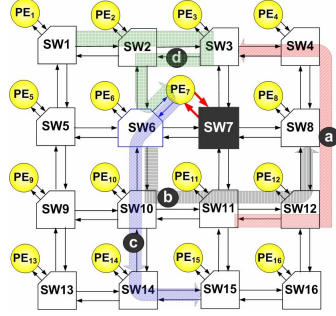 PE1 PE2 PE3 PE4
SW1 SW2 SW3 SW4
d
PE5 PE6 PE7 PE8
SW5 SW6 SW7 SW8
a
PE9 PE10 b PE11 PE12
SW9 SW10 SW11 SW12
c
PE13 PE14 PE15 PE16
SW13 SW14 SW15 SW16